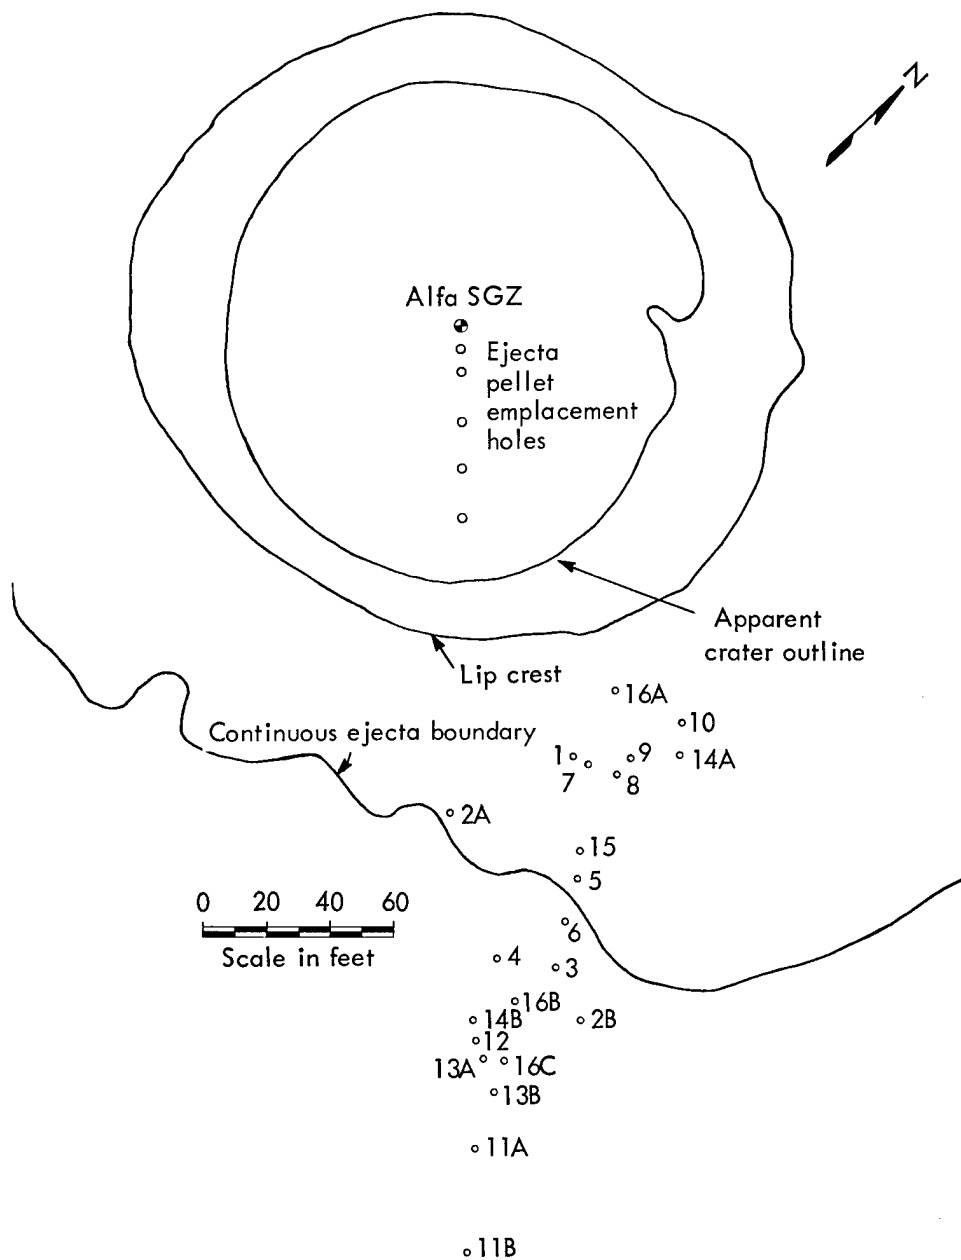 N
Alfa SGZ
Ejecta
pellet
emplacement
holes
Apparent
crater outline
Lip crest
16A
10
Continuous ejecta boundary
1
9
14A
7
8
2A
15
5
0 20 40 60
Scale in feet
6
4
3
16B
14B
2B
12
13A
16C
13B
11A
11B